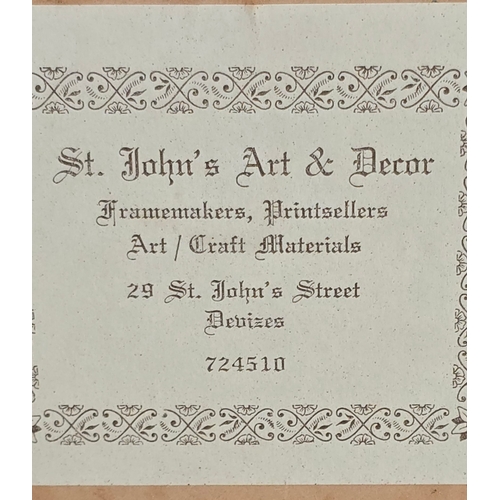 St. John's Art & Decor
Framemakers, Printsellers
Art / Craft Materials
29 St. John's Street
Devizes
724510